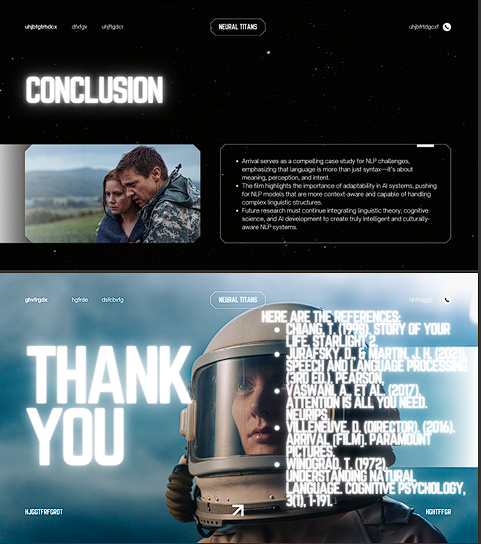 uhjbfgtrhdcx dfxfgv uhjftgdcr NEURAL TITANS uhjbfrtdgcxf
CONCLUSION
• Arrival serves as a compelling case study for NLP challenges,
emphasizing that language is more than just syntax—it's about
meaning, perception, and intent.
• The film highlights the importance of adaptability in AI systems, pushing
for NLP models that are more context-aware and capable of handling
complex linguistic structures.
• Future research must continue integrating linguistic theory, cognitive
science, and AI development to create truly intelligent and culturally-
aware NLP systems.
ghvfrgdx hgfrde dsfcbvfg NEURAL TITANS
THANK
YOU
HERE ARE THE REFERENCES:
• CHIANG, T. (1998). STORY OF YOUR
LIFE. STARLIGHT 2.
• JURAFSKY, D., & MARTIN, J. H. (2021).
SPEECH AND LANGUAGE PROCESSING
(3RD ED.). PEARSON.
• VASWANI, A., ET AL. (2017).
ATTENTION IS ALL YOU NEED.
NEURIPS.
• VILLENEUVE, D. (DIRECTOR). (2016).
ARRIVAL [FILM]. PARAMOUNT
PICTURES.
• WINOGRAD, T. (1972).
UNDERSTANDING NATURAL
LANGUAGE. COGNITIVE PSYCHOLOGY,
3(1), 1-191.
HJGGTFRFGRDT HGHTFFGR